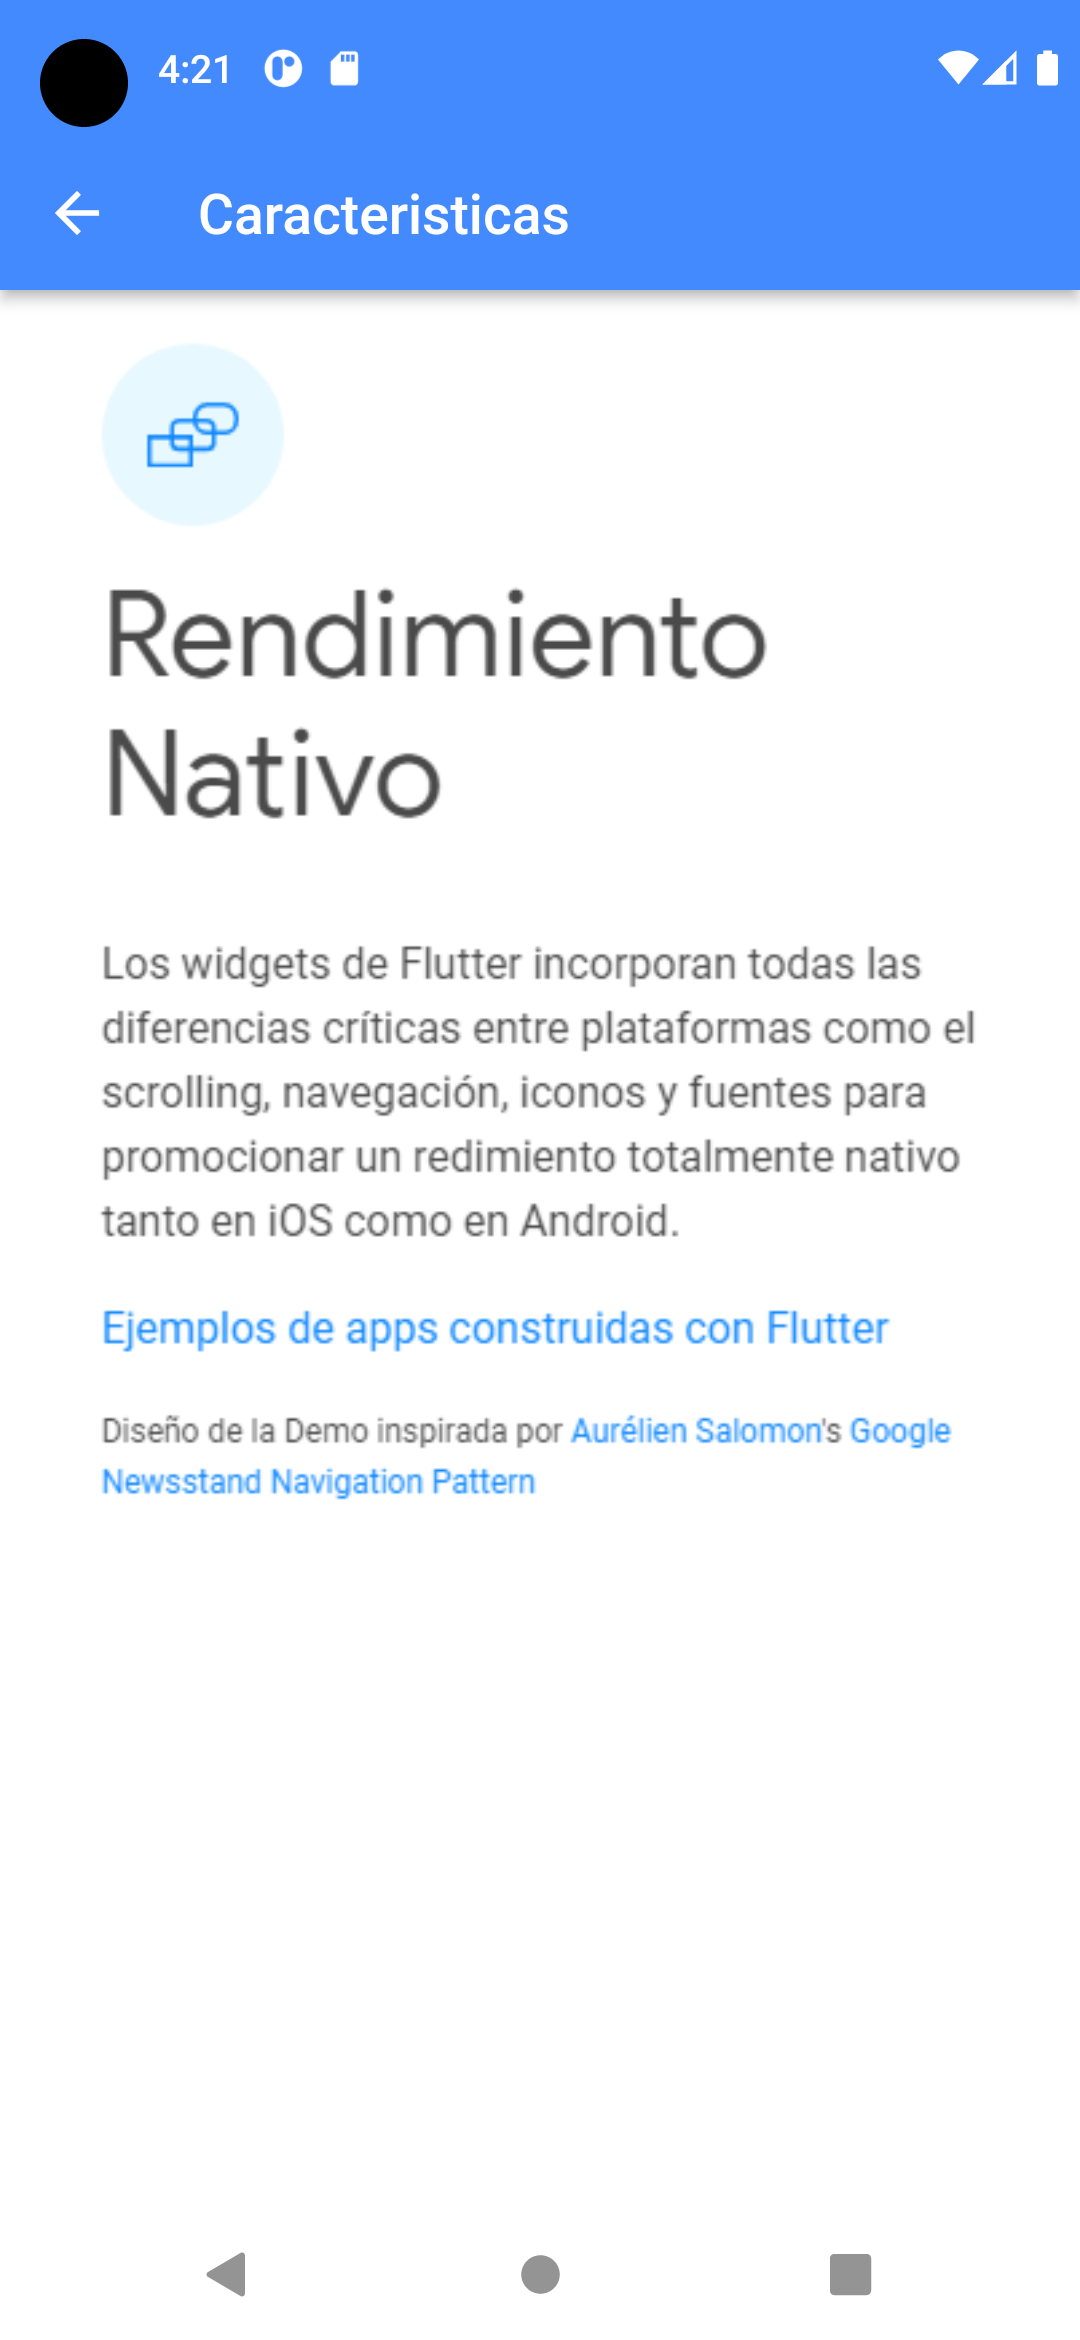 4:21
Caracteristicas
Rendimiento
Nativo
Los widgets de Flutter incorporan todas las
diferencias críticas entre plataformas como el
scrolling, navegación, iconos y fuentes para
promocionar un redimiento totalmente nativo
tanto en iOS como en Android.
Ejemplos de apps construidas con Flutter
Diseño de la Demo inspirada por Aurélien Salomon's Google
Newsstand Navigation Pattern